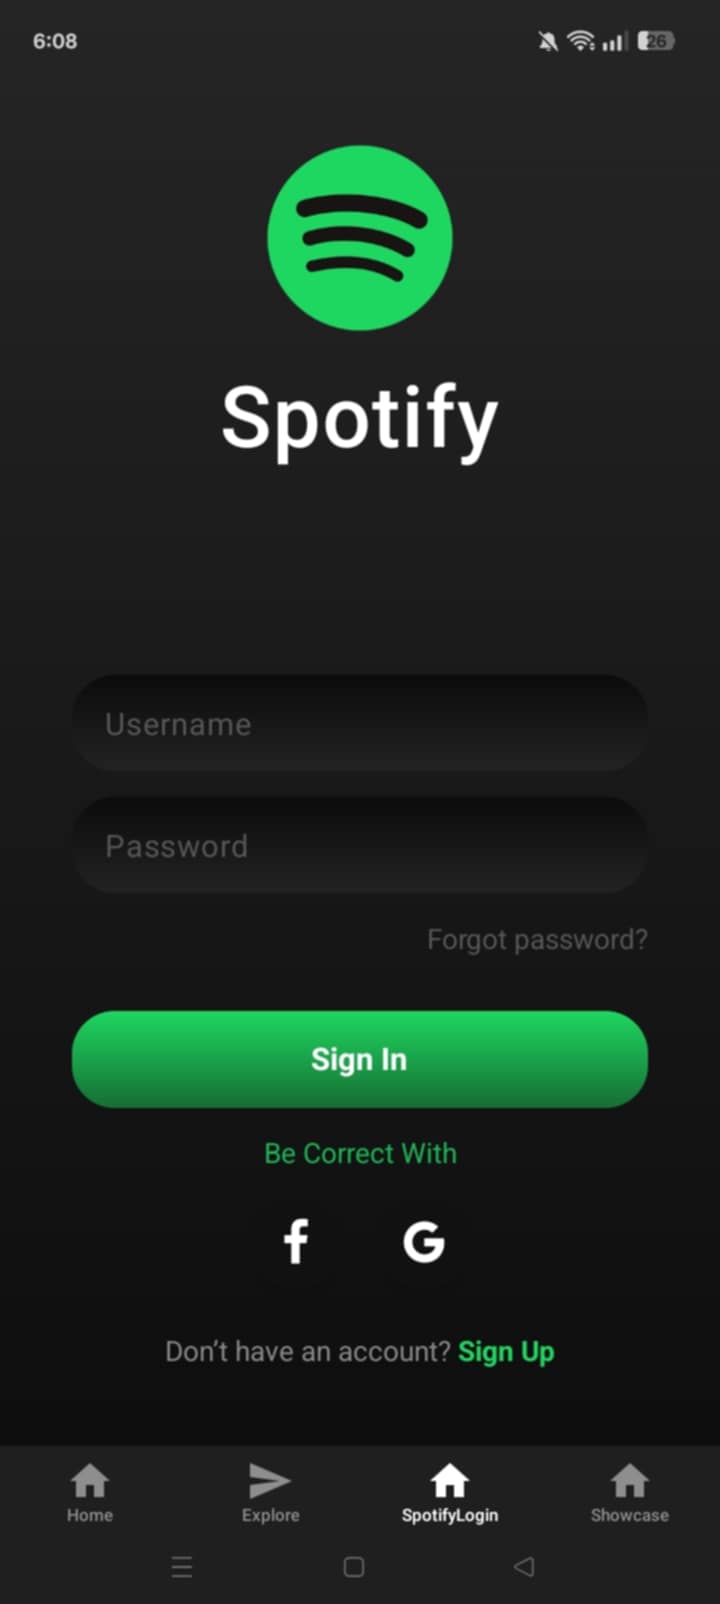 6:08
26
Spotify
Username
Password
Forgot password?
Sign In
Be Correct With
f G
Don’t have an account? Sign Up
Home Explore SpotifyLogin Showcase